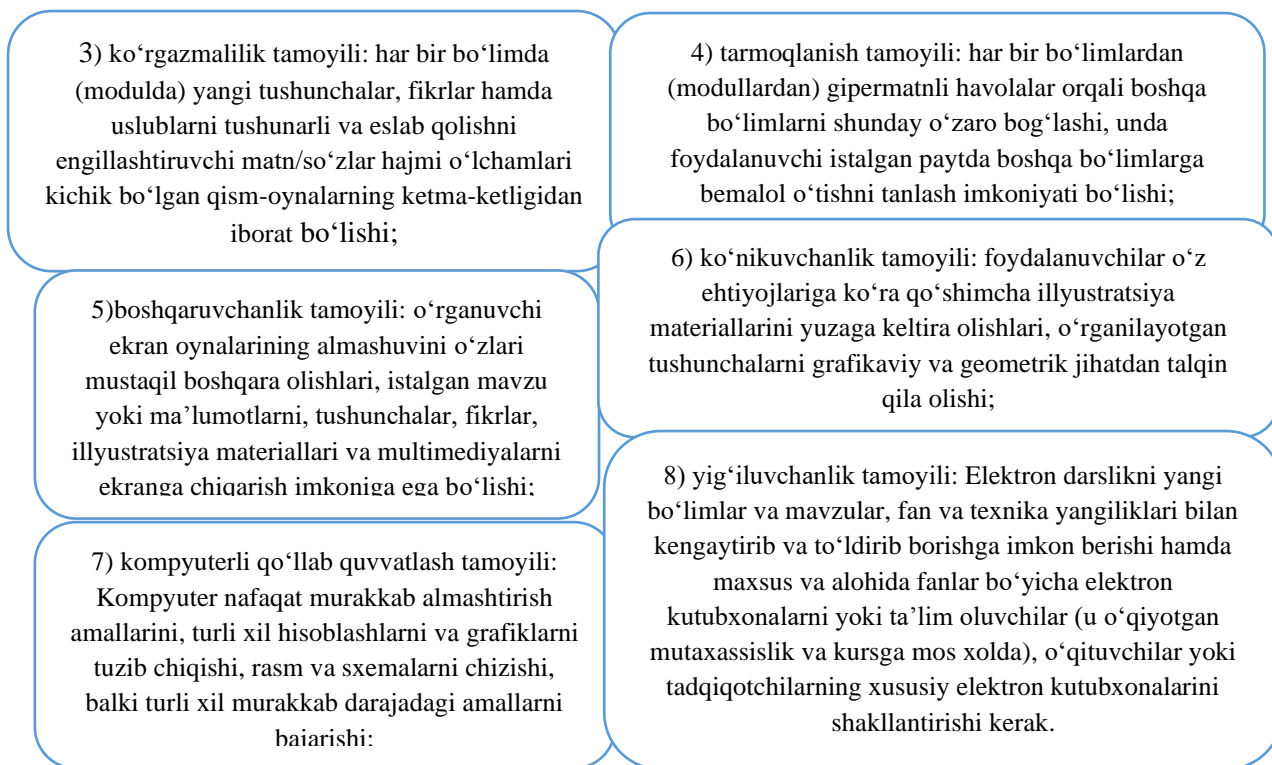 3) ko‘rgazmalilik tamoyili: har bir bo‘limda
(modulda) yangi tushunchalar, fikrlar hamda
uslublarni tushunarli va eslab qolishni
engillashtiruvchi matn/so‘zlar hajmi o‘lchamlari
kichik bo‘lgan qism-oynalarning ketma-ketligidan
iborat bo‘lishi;
4) tarmoqlanish tamoyili: har bir bo‘limlardan
(modullardan) gipermatnli havolalar orqali boshqa
bo‘limlarni shunday o‘zaro bog‘lashi, unda
foydalanuvchi istalgan paytda boshqa bo‘limlarga
bemalol o‘tishni tanlash imkoniyati bo‘lishi;
5)boshqaruvchanlik tamoyili: o‘rganuvchi
ekran oynalarining almashuvini o‘zlari
mustaqil boshqara olishlari, istalgan mavzu
yoki ma’lumotlarni, tushunchalar, fikrlar,
illyustratsiya materiallari va multimediyalarni
ekranga chiqarish imkoniga ega bo‘lishi;
6) ko‘nikuvchanlik tamoyili: foydalanuvchilar o‘z
ehtiyojlariga ko‘ra qo‘shimcha illyustratsiya
materiallarini yuzaga keltira olishlari, o‘rganilayotgan
tushunchalarni grafikaviy va geometrik jihatdan talqin
qila olishi;
7) kompyuterli qo‘llab quvvatlash tamoyili:
Kompyuter nafaqat murakkab almashtirish
amallarini, turli xil hisoblashlarni va grafiklarni
tuzib chiqishi, rasm va sxemalarni chizishi,
balki turli xil murakkab darajadagi amallarni
bajarishi;
8) yig‘iluvchanlik tamoyili: Elektron darslikni yangi
bo‘limlar va mavzular, fan va texnika yangiliklari bilan
kengaytirib va to‘ldirib borishga imkon berishi hamda
maxsus va alohida fanlar bo‘yicha elektron
kutubxonalarni yoki ta’lim oluvchilar (u o‘qiyotgan
mutaxassislik va kursga mos xolda), o‘qituvchilar yoki
tadqiqotchilarning xususiy elektron kutubxonalarini
shakllantirishi kerak.